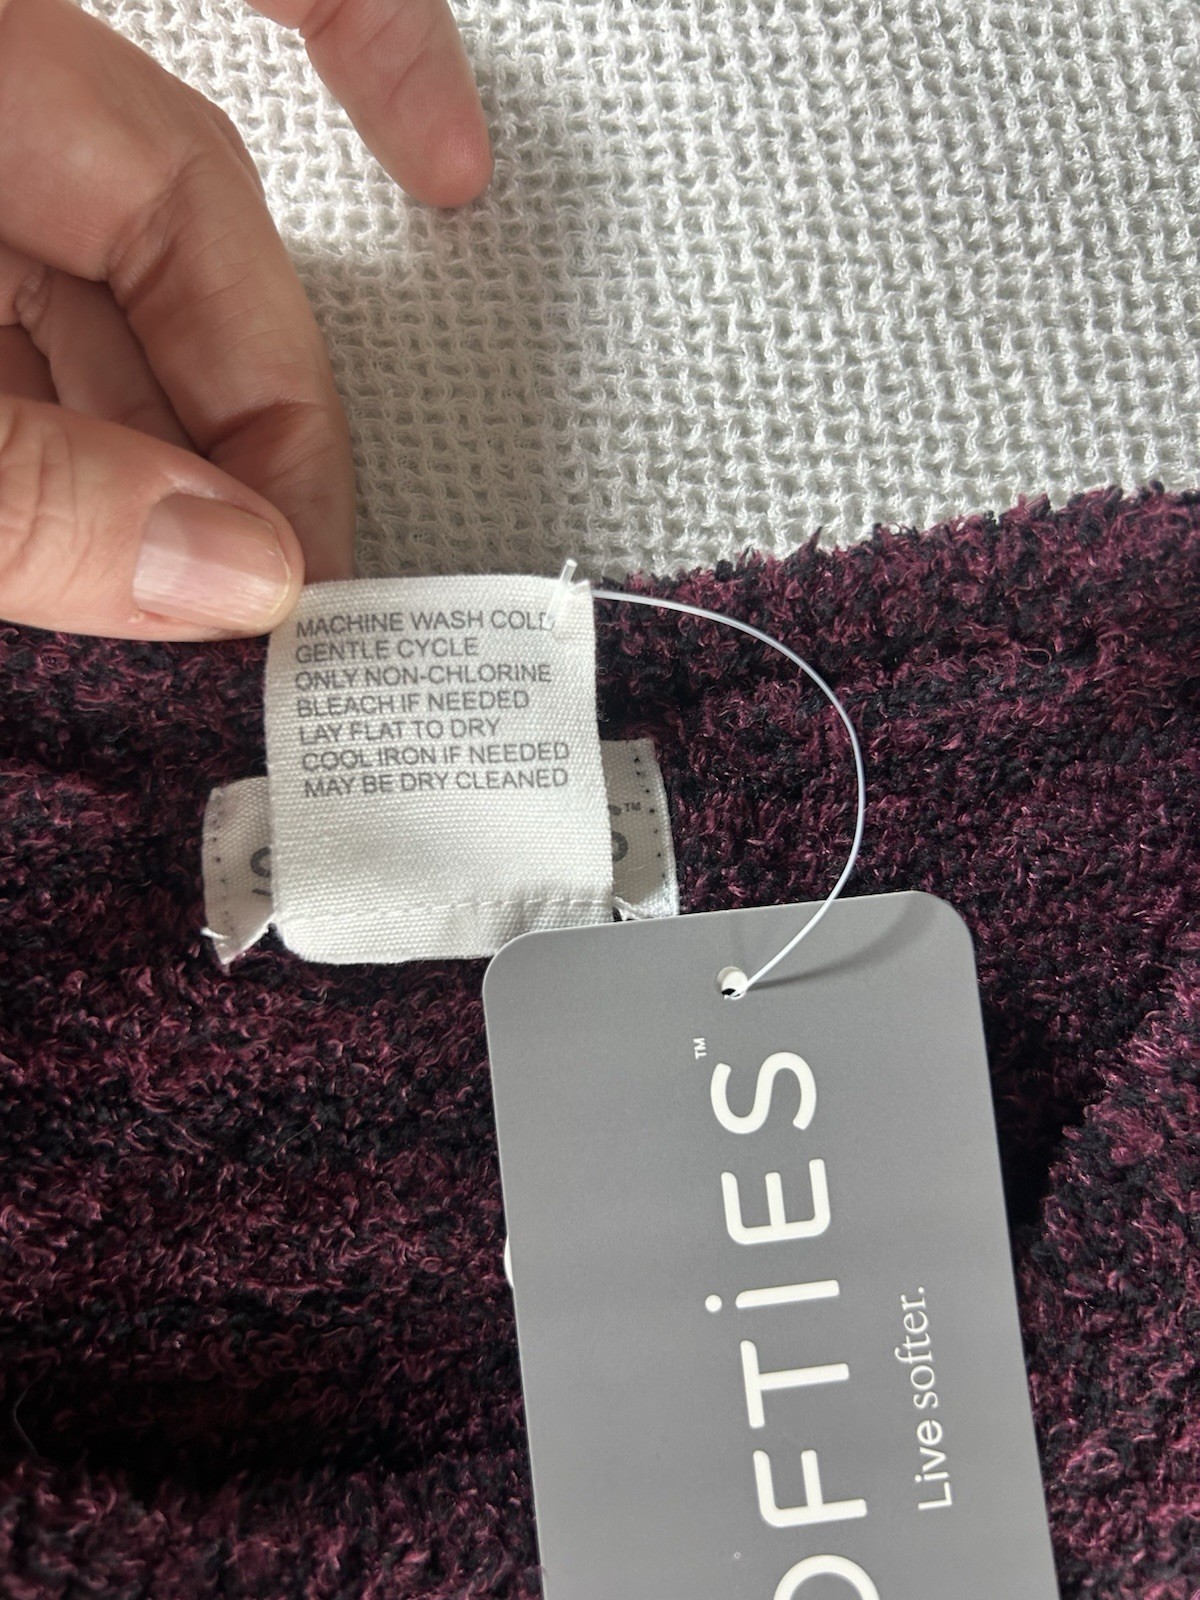 MACHINE WASH COLD
GENTLE CYCLE
ONLY NON-CHLORINE
BLEACH IF NEEDED
LAY FLAT TO DRY
COOL IRON IF NEEDED
MAY BE DRY CLEANED
OFTiES™
Live softer.